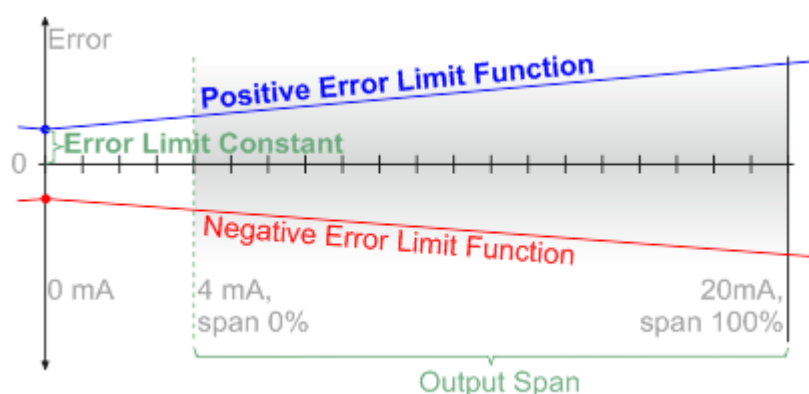 Error
Positive Error Limit Function
Error Limit Constant
0
Negative Error Limit Function
0 mA
4 mA,
span 0%
20mA,
span 100%
Output Span